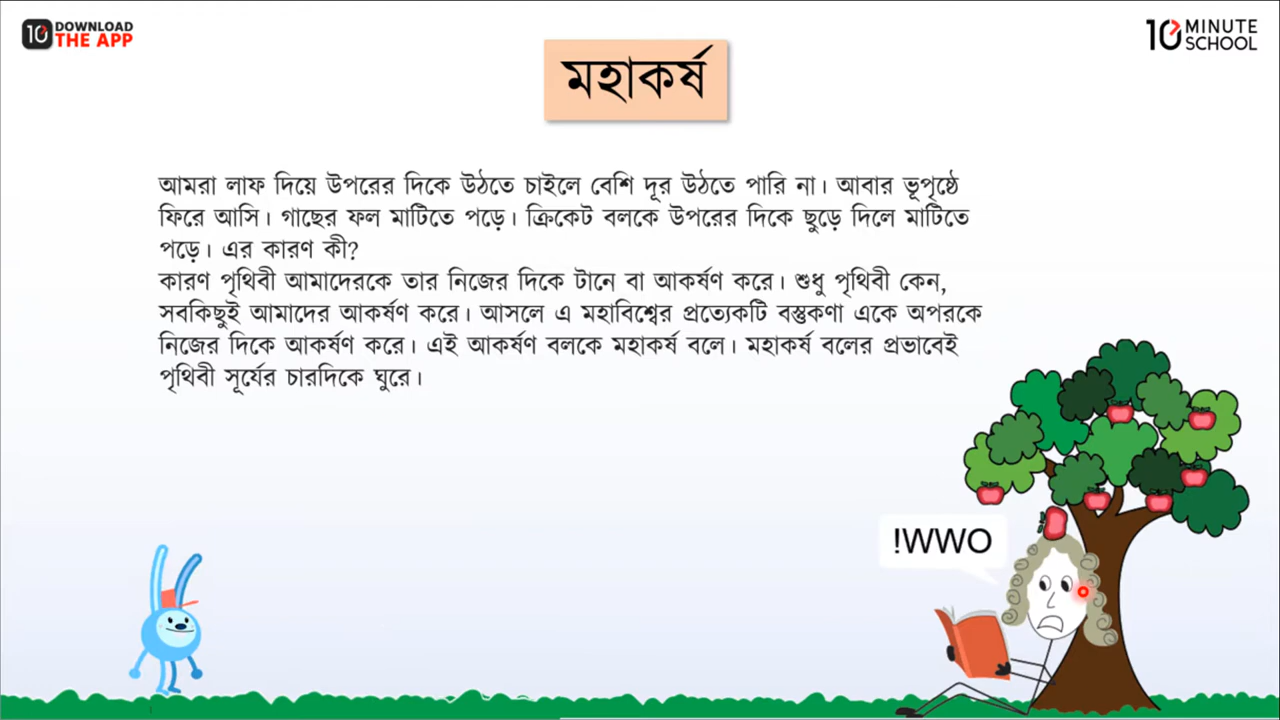 10 DOWNLOAD
THE APP
10 MINUTE
SCHOOL
মহাকর্ষ
আমরা লাফ দিয়ে উপরের দিকে উঠতে চাইলে বেশি দূর উঠতে পারি না। আবার ভূপৃষ্ঠে
ফিরে আসি। গাছের ফল মাটিতে পড়ে। ক্রিকেট বলকে উপরের দিকে ছুড়ে দিলে মাটিতে
পড়ে। এর কারণ কী?
কারণ পৃথিবী আমাদেরকে তার নিজের দিকে টানে বা আকর্ষণ করে। শুধু পৃথিবী কেন,
সবকিছুই আমাদের আকর্ষণ করে। আসলে এ মহাবিশ্বের প্রত্যেকটি বস্তুকণা একে অপরকে
নিজের দিকে আকর্ষণ করে। এই আকর্ষণ বলকে মহাকর্ষ বলে। মহাকর্ষ বলের প্রভাবেই
পৃথিবী সূর্যের চারদিকে ঘুরে।
!WWO